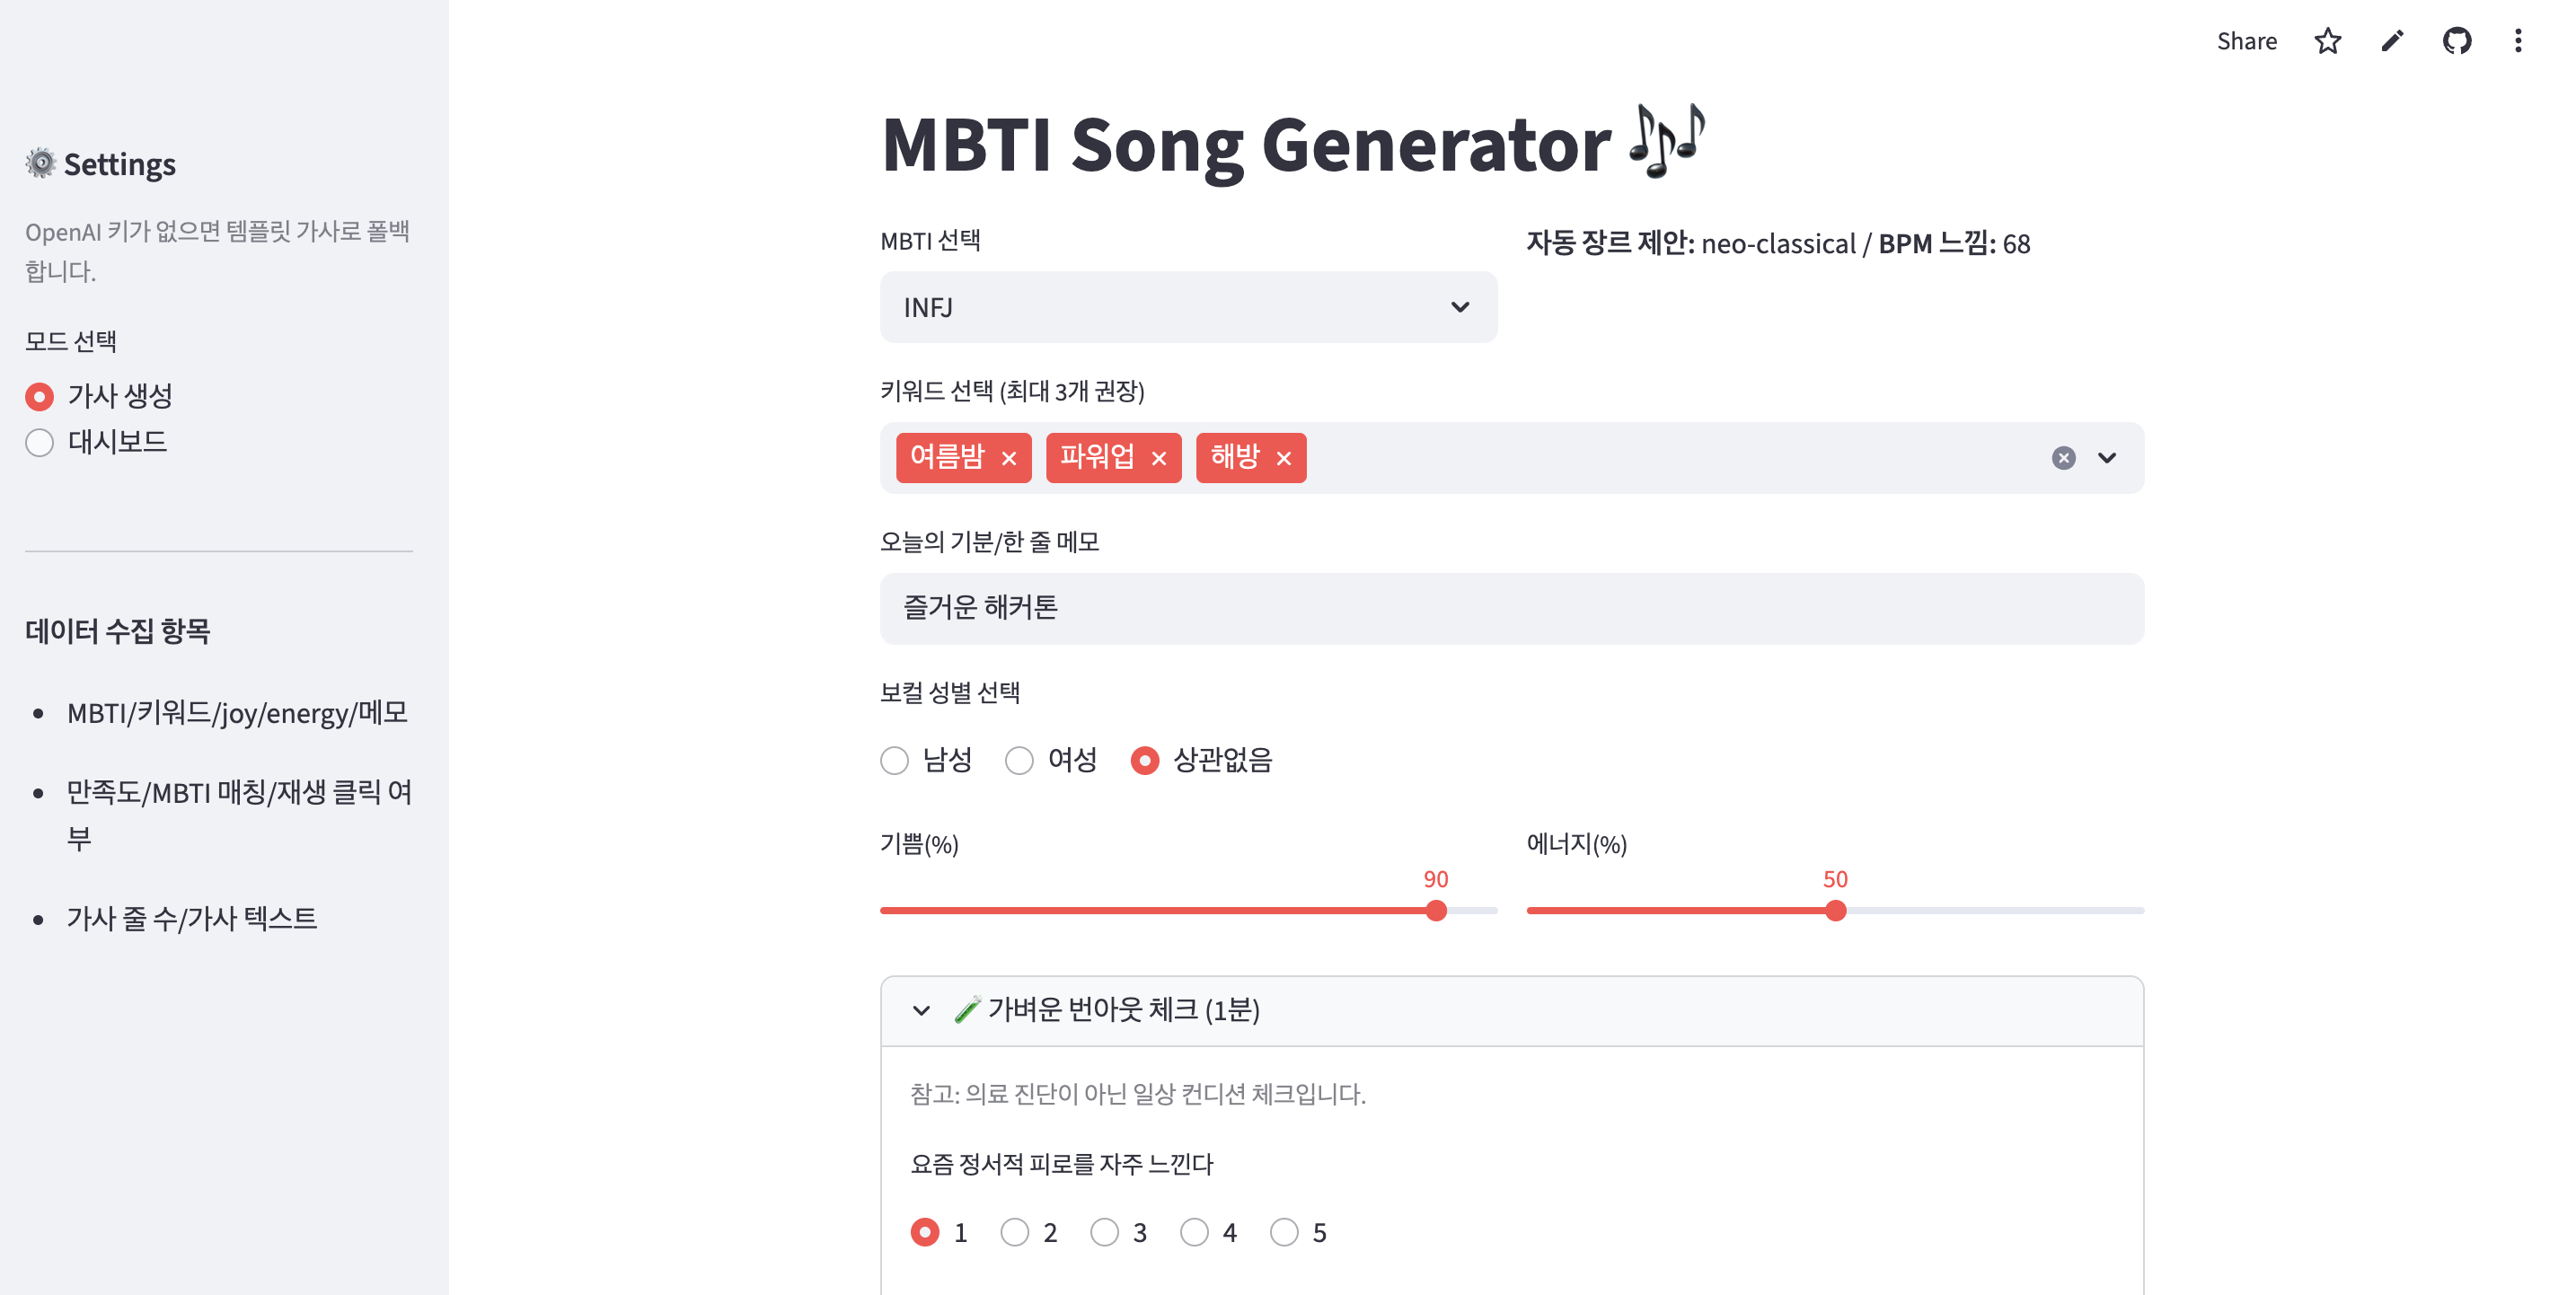 Share
⚙️ Settings
OpenAI 키가 없으면 템플릿 가사로 폴백
합니다.
모드 선택
가사 생성
대시보드
데이터 수집 항목
• MBTI/키워드/joy/energy/메모
• 만족도/MBTI 매칭/재생 클릭 여
부
• 가사 줄 수/가사 텍스트
MBTI Song Generator 🎶
MBTI 선택
INFJ
자동 장르 제안: neo-classical / BPM 느낌: 68
키워드 선택 (최대 3개 권장)
여름밤 파워업 해방
오늘의 기분/한 줄 메모
즐거운 해커톤
보컬 성별 선택
남성 여성 상관없음
기쁨(%)
90
에너지(%)
50
🧪 가벼운 번아웃 체크 (1분)
참고: 의료 진단이 아닌 일상 컨디션 체크입니다.
요즘 정서적 피로를 자주 느낀다
1 2 3 4 5